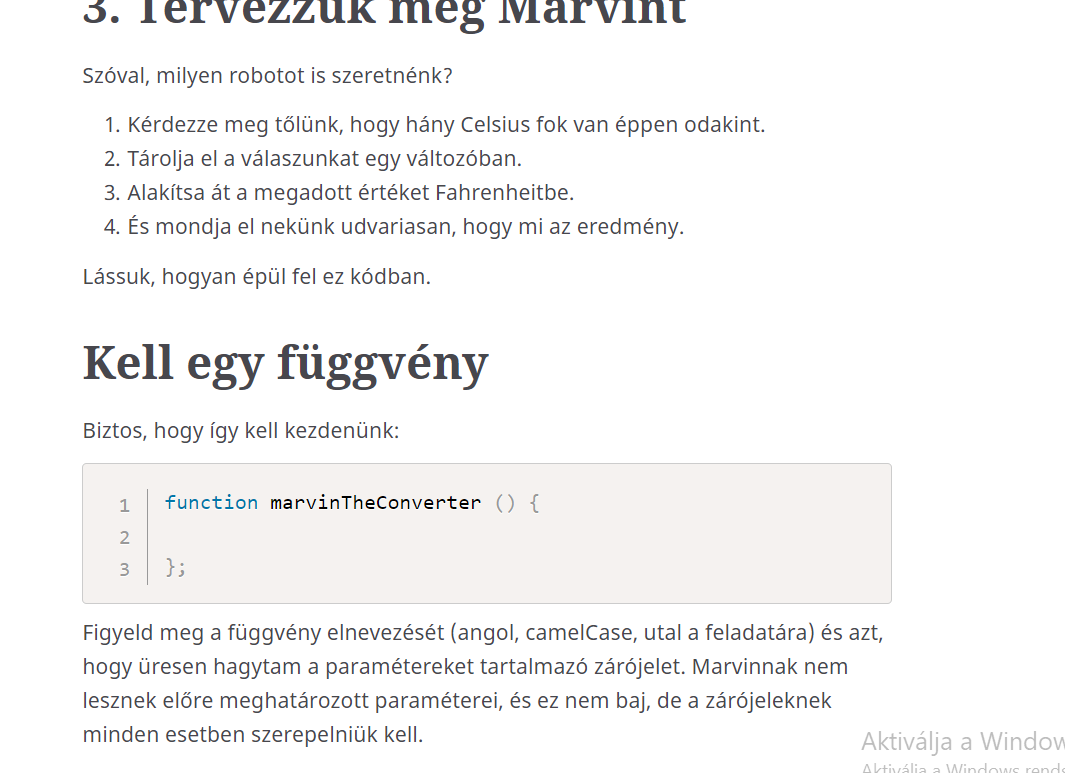 3. Tervezzük meg Marvint
Szóval, milyen robotot is szeretnénk?
1. Kérdezze meg tőlünk, hogy hány Celsius fok van éppen odakint.
2. Tárolja el a válaszunkat egy változóban.
3. Alakítsa át a megadott értéket Fahrenheitbe.
4. És mondja el nekünk udvariasan, hogy mi az eredmény.
Lássuk, hogyan épül fel ez kódban.
Kell egy függvény
Biztos, hogy így kell kezdenünk:
1 function marvinTheConverter () {
2
3 };
Figyeld meg a függvény elnevezését (angol, camelCase, utal a feladatára) és azt,
hogy üresen hagytam a paramétereket tartalmazó zárójelet. Marvinnak nem
lesznek előre meghatározott paraméterei, és ez nem baj, de a zárójeleknek
minden esetben szerepelniük kell.
Aktiválja a Window
Aktiválja a Windows rends